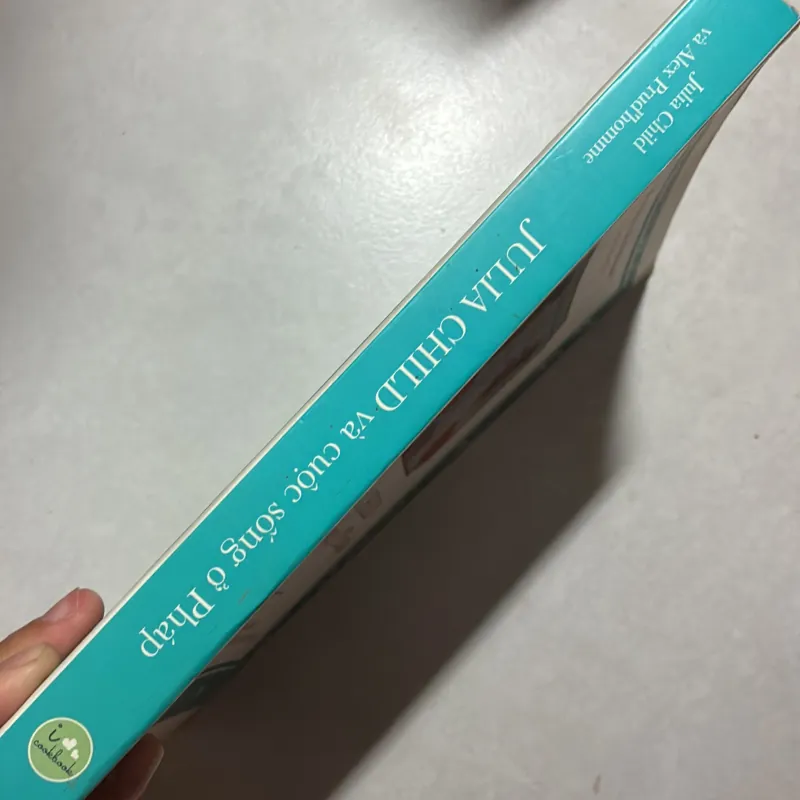 Julia Child
và Alex Prud'homme
JULIA CHILD và cuộc sống ở Pháp
i
cookbook